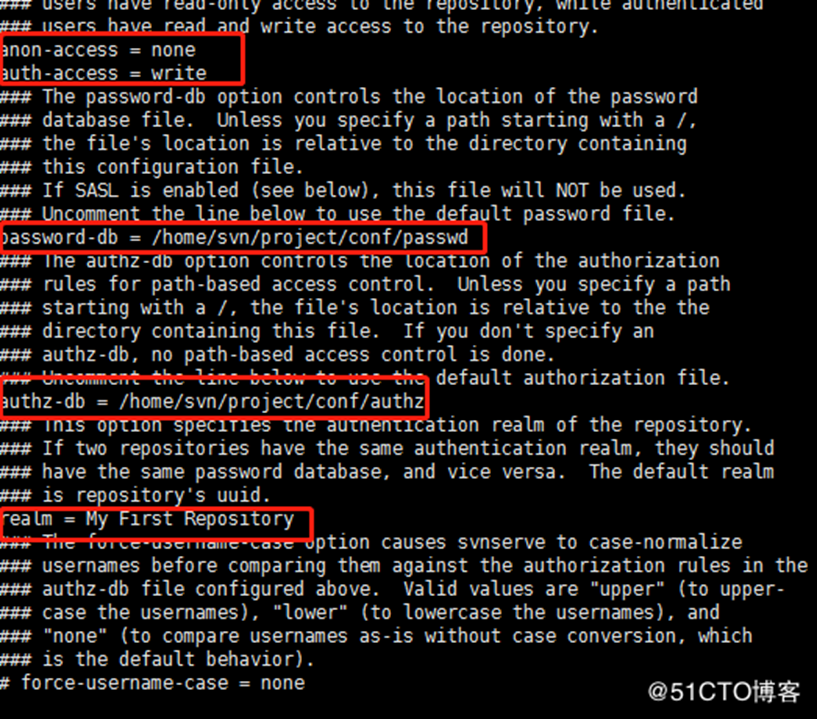 ### users have read-only access to the repository, while authenticated
### users have read and write access to the repository.
anon-access = none
auth-access = write
### The password-db option controls the location of the password
### database file.  Unless you specify a path starting with a /,
### the file's location is relative to the directory containing
### this configuration file.
### If SASL is enabled (see below), this file will NOT be used.
### Uncomment the line below to use the default password file.
password-db = /home/svn/project/conf/passwd
### The authz-db option controls the location of the authorization
### rules for path-based access control.  Unless you specify a path
### starting with a /, the file's location is relative to the the
### directory containing this file.  If you don't specify an
### authz-db, no path-based access control is done.
### Uncomment the line below to use the default authorization file.
authz-db = /home/svn/project/conf/authz
### This option specifies the authentication realm of the repository.
### If two repositories have the same authentication realm, they should
### have the same password database, and vice versa.  The default realm
### is repository's uuid.
realm = My First Repository
### The force-username-case option causes svnserve to case-normalize
### usernames before comparing them against the authorization rules in the
### authz-db file configured above.  Valid values are "upper" (to upper-
### case the usernames), "lower" (to lowercase the usernames), and
### "none" (to compare usernames as-is without case conversion, which
### is the default behavior).
# force-username-case = none
@51CTO博客